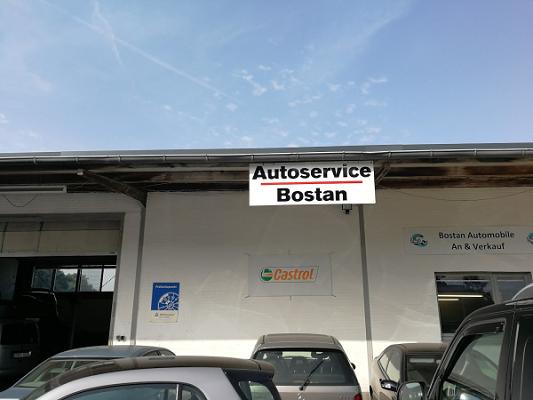 Autoservice
Bostan
Bostan Automobile
An & Verkauf
Castrol